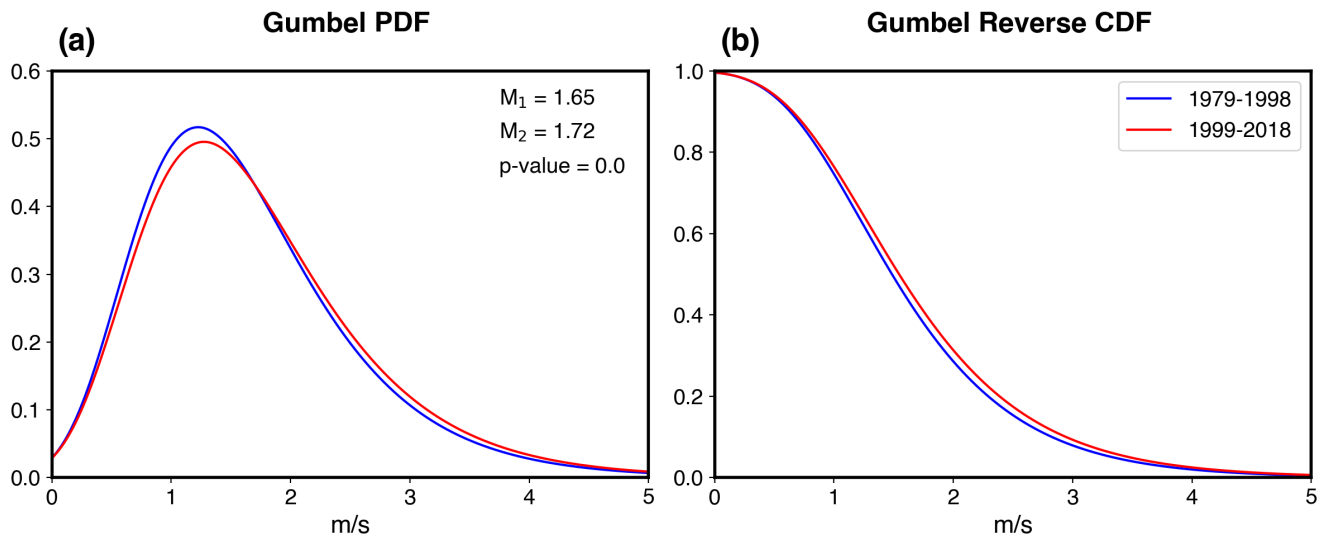 Gumbel PDF
(a)
M₁ = 1.65
M₂ = 1.72
p-value = 0.0
0.6
0.5
0.4
0.3
0.2
0.1
0.0
0 1 2 3 4 5
m/s
Gumbel Reverse CDF
(b)
1979-1998
1999-2018
1.0
0.8
0.6
0.4
0.2
0.0
0 1 2 3 4 5
m/s